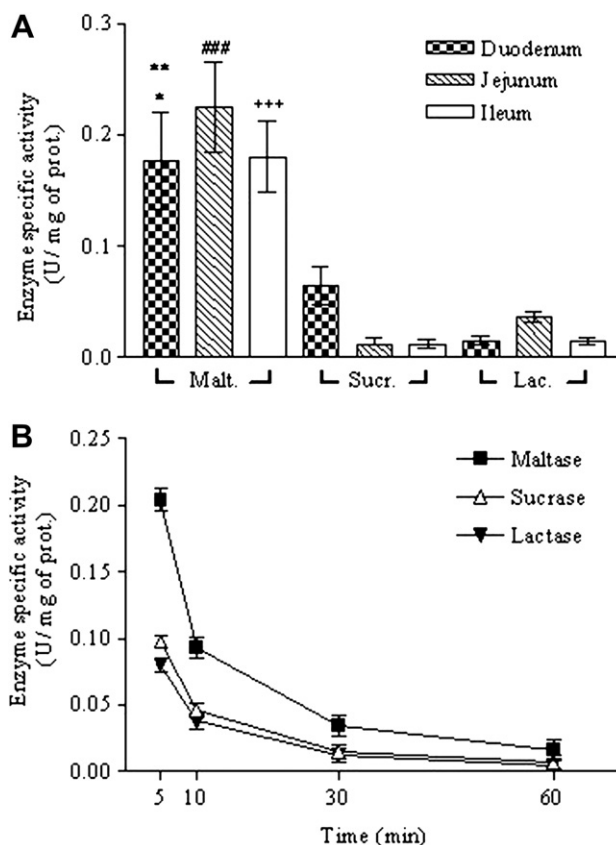 A
Enzyme specific activity
(U/ mg of prot.)
0.3
0.2
0.1
0.0
**
*
###
+++
Duodenum
Jejunum
Ileum
Malt.
Sucr.
Lac.
B
Enzyme specific activity
(U/ mg of prot.)
0.25
0.20
0.15
0.10
0.05
0.00
Maltase
Sucrase
Lactase
5 10 30 60
Time (min)